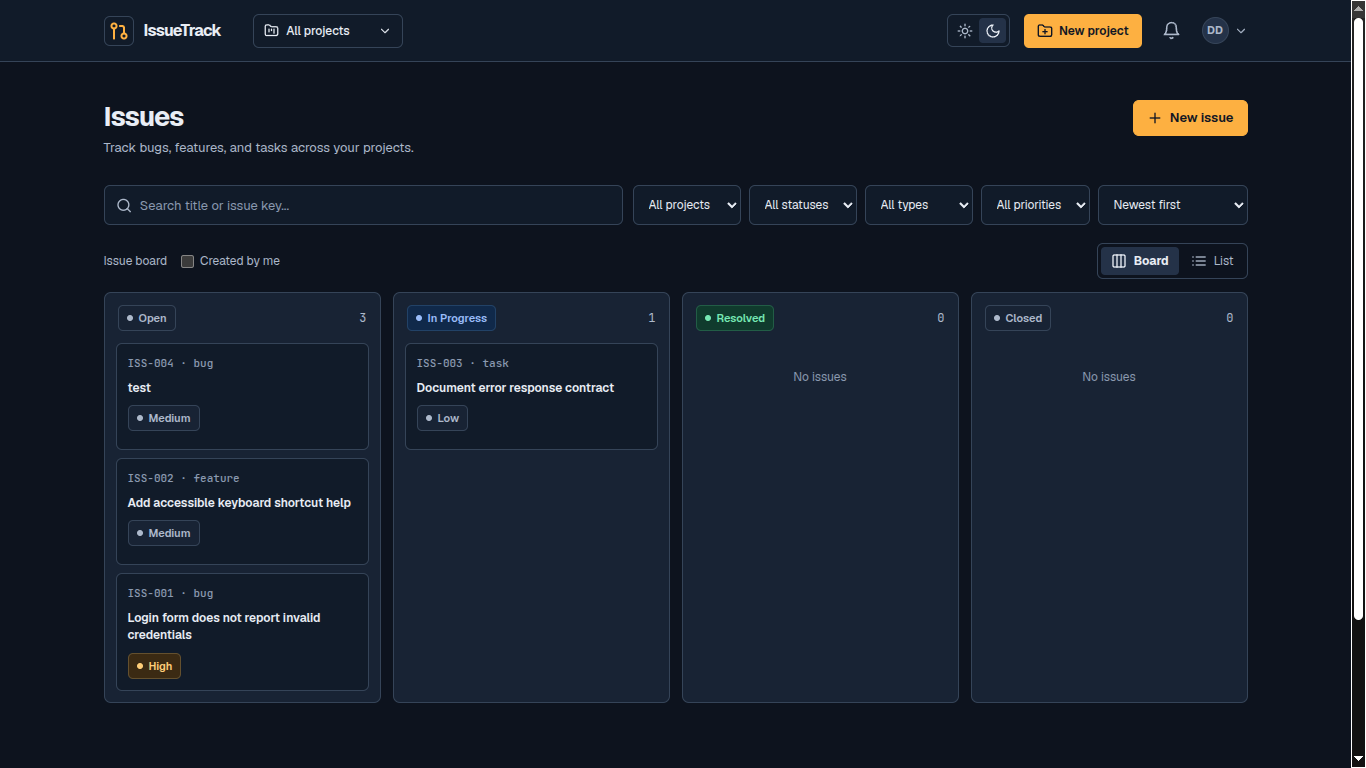 IssueTrack
All projects
New project
DD
Issues
New issue
Track bugs, features, and tasks across your projects.
Search title or issue key...
All projects
All statuses
All types
All priorities
Newest first
Issue board
Created by me
Board
List
Open
3
ISS-004 · bug
test
Medium
ISS-002 · feature
Add accessible keyboard shortcut help
Medium
ISS-001 · bug
Login form does not report invalid
credentials
High
In Progress
1
ISS-003 · task
Document error response contract
Low
Resolved
0
No issues
Closed
0
No issues